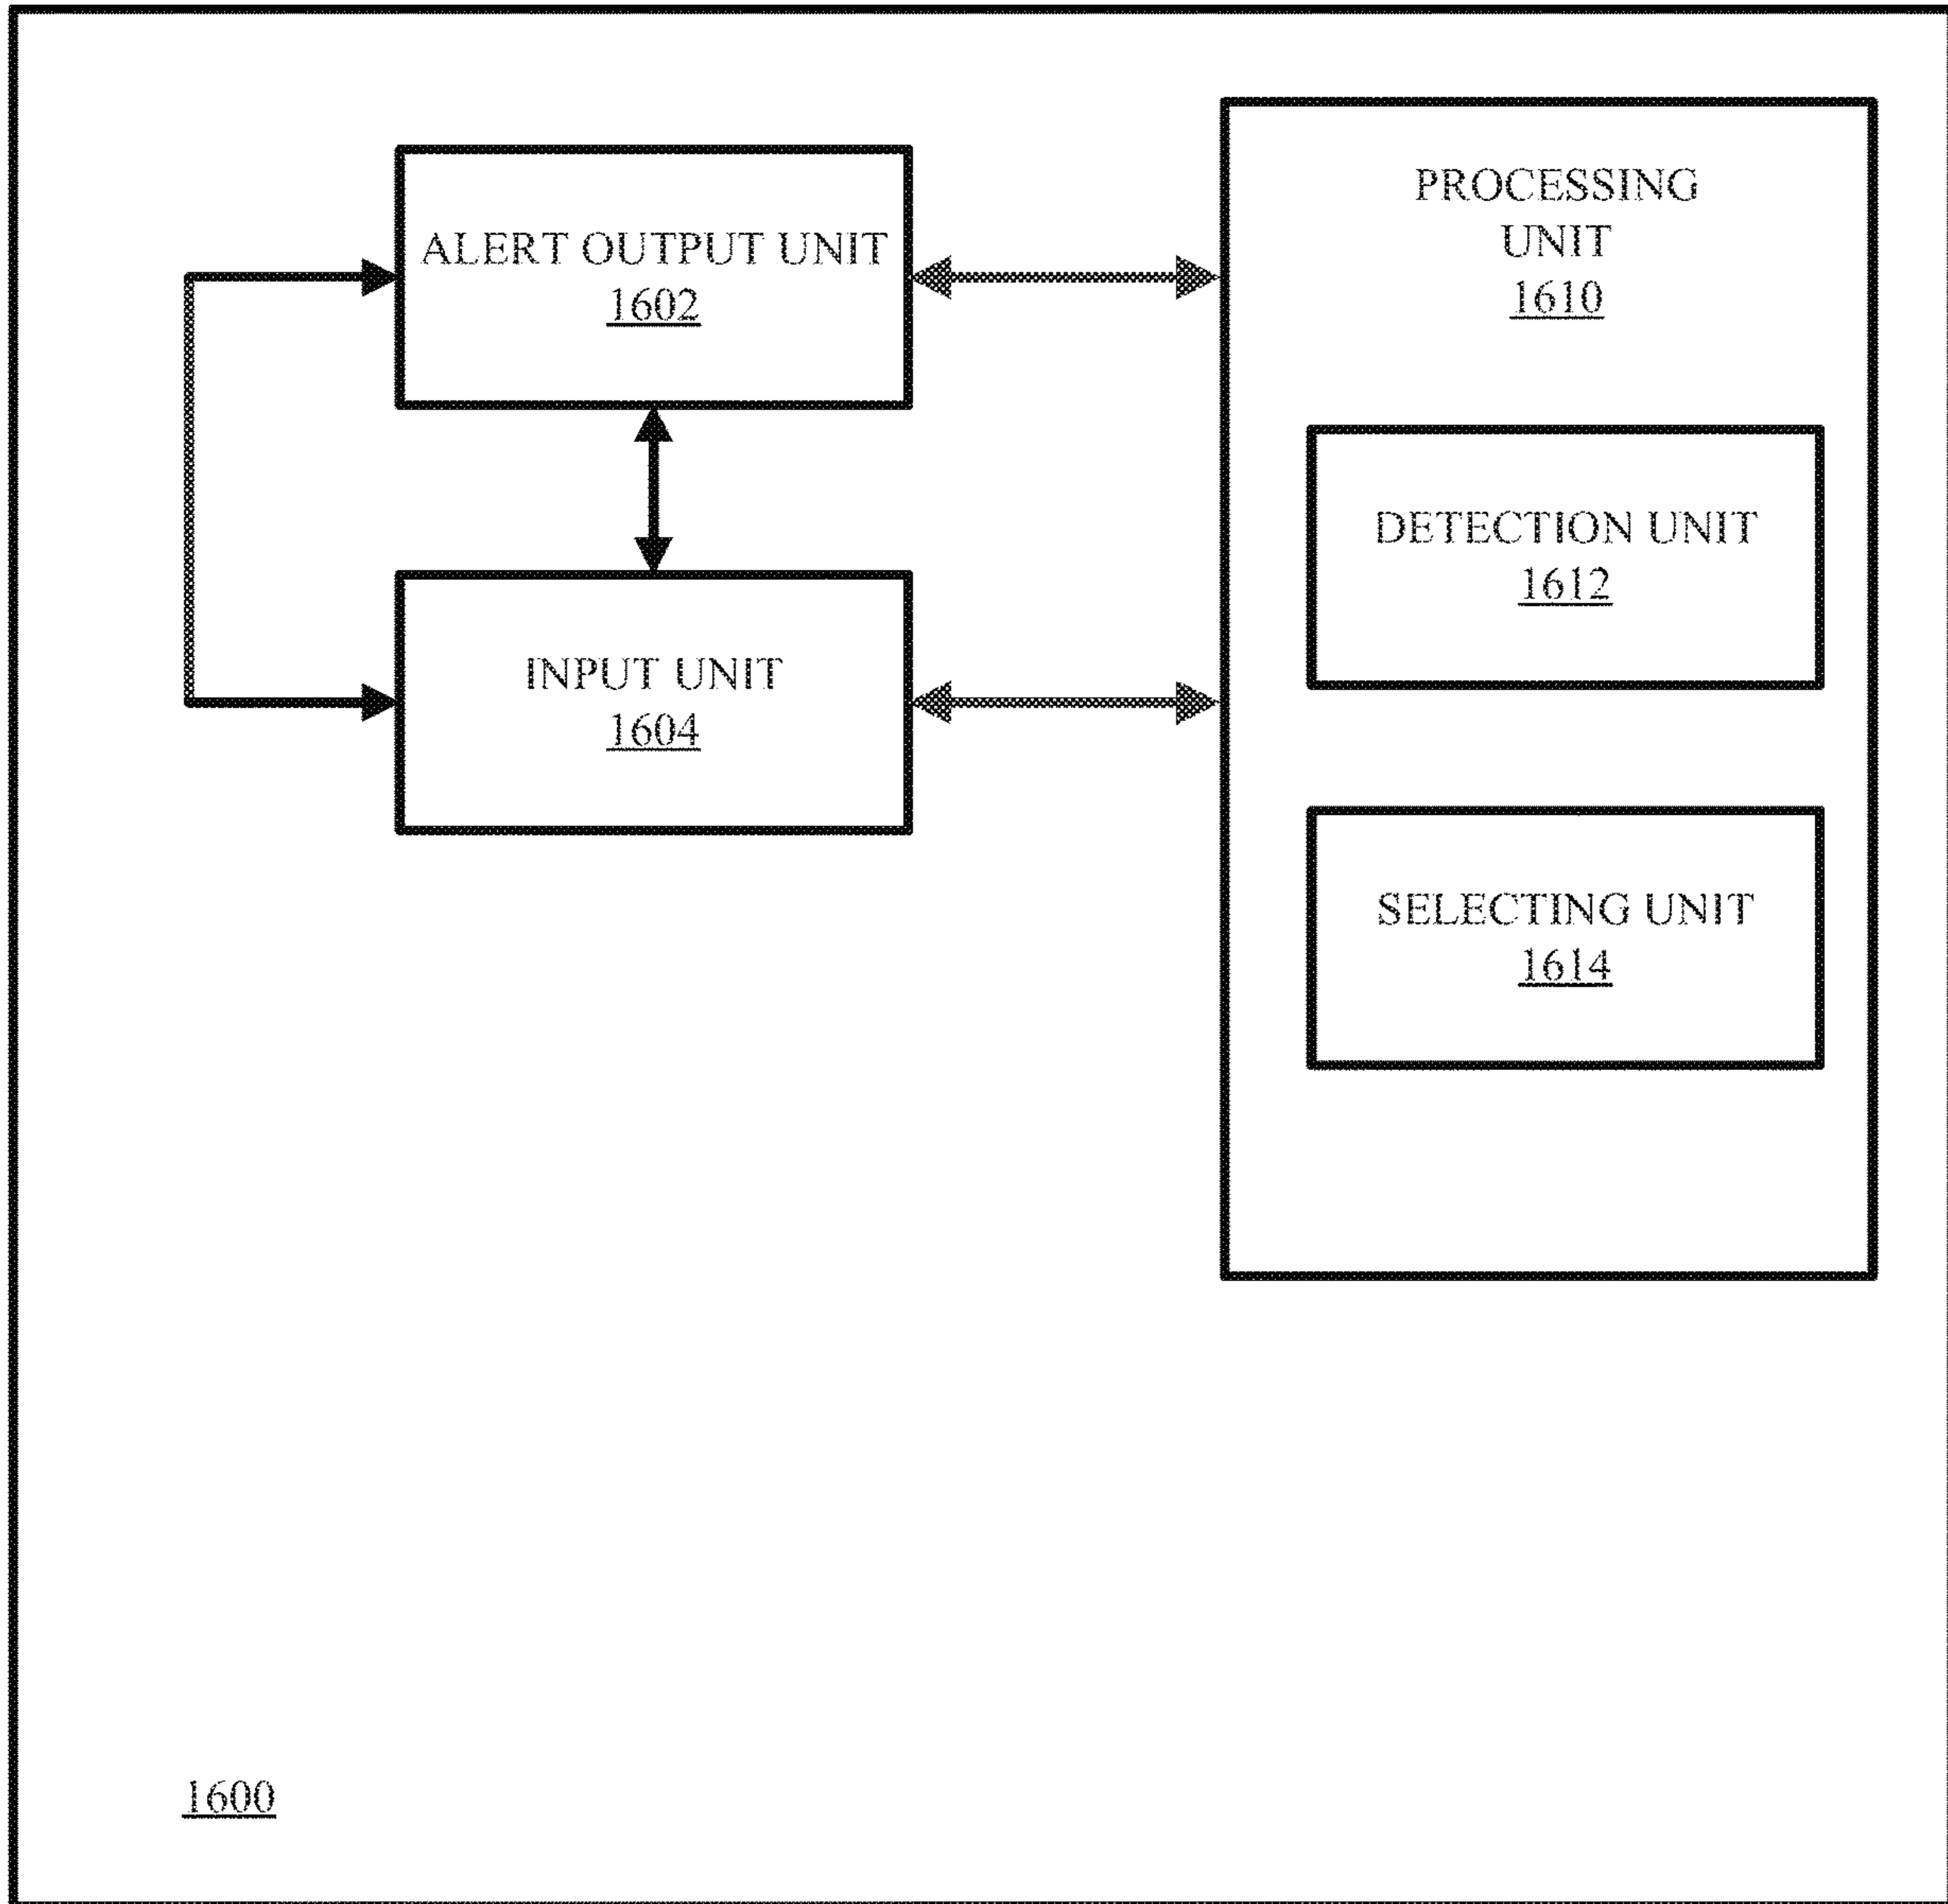 ALERT OUTPUT UNIT
1602
INPUT UNIT
1604
PROCESSING
UNIT
1610
DETECTION UNIT
1612
SELECTING UNIT
1614
1600